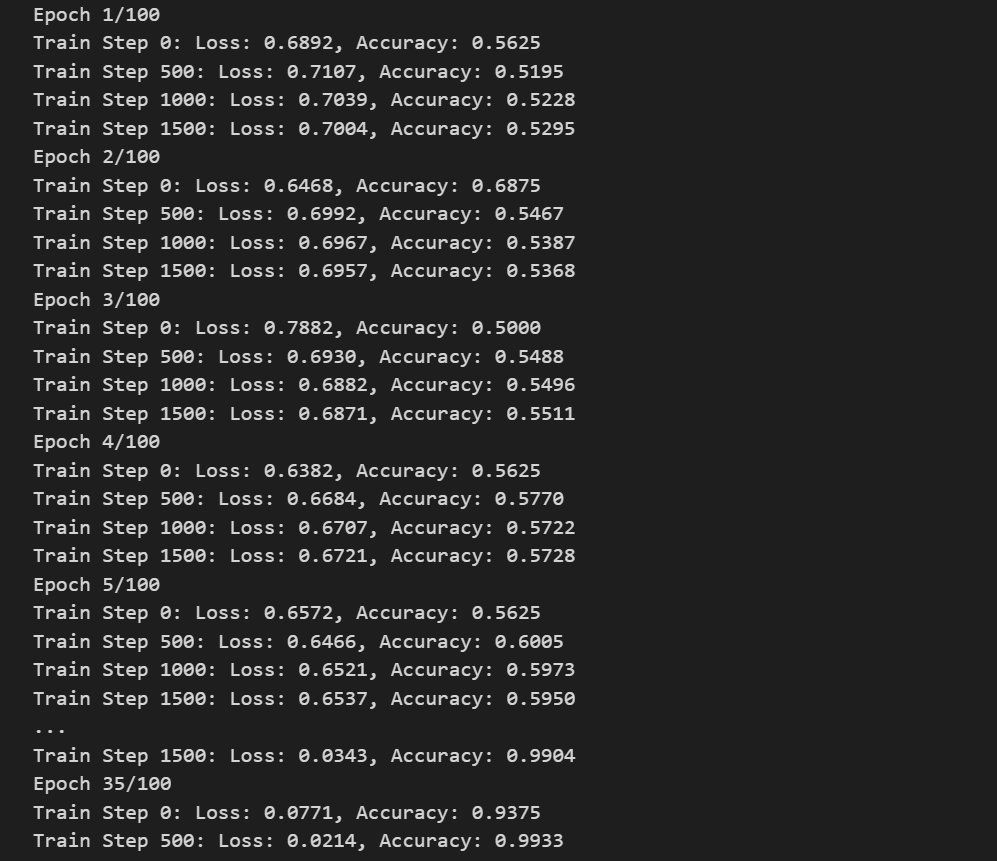 Epoch 1/100
Train Step 0: Loss: 0.6892, Accuracy: 0.5625
Train Step 500: Loss: 0.7107, Accuracy: 0.5195
Train Step 1000: Loss: 0.7039, Accuracy: 0.5228
Train Step 1500: Loss: 0.7004, Accuracy: 0.5295
Epoch 2/100
Train Step 0: Loss: 0.6468, Accuracy: 0.6875
Train Step 500: Loss: 0.6992, Accuracy: 0.5467
Train Step 1000: Loss: 0.6967, Accuracy: 0.5387
Train Step 1500: Loss: 0.6957, Accuracy: 0.5368
Epoch 3/100
Train Step 0: Loss: 0.7882, Accuracy: 0.5000
Train Step 500: Loss: 0.6930, Accuracy: 0.5488
Train Step 1000: Loss: 0.6882, Accuracy: 0.5496
Train Step 1500: Loss: 0.6871, Accuracy: 0.5511
Epoch 4/100
Train Step 0: Loss: 0.6382, Accuracy: 0.5625
Train Step 500: Loss: 0.6684, Accuracy: 0.5770
Train Step 1000: Loss: 0.6707, Accuracy: 0.5722
Train Step 1500: Loss: 0.6721, Accuracy: 0.5728
Epoch 5/100
Train Step 0: Loss: 0.6572, Accuracy: 0.5625
Train Step 500: Loss: 0.6466, Accuracy: 0.6005
Train Step 1000: Loss: 0.6521, Accuracy: 0.5973
Train Step 1500: Loss: 0.6537, Accuracy: 0.5950
...
Train Step 1500: Loss: 0.0343, Accuracy: 0.9904
Epoch 35/100
Train Step 0: Loss: 0.0771, Accuracy: 0.9375
Train Step 500: Loss: 0.0214, Accuracy: 0.9933